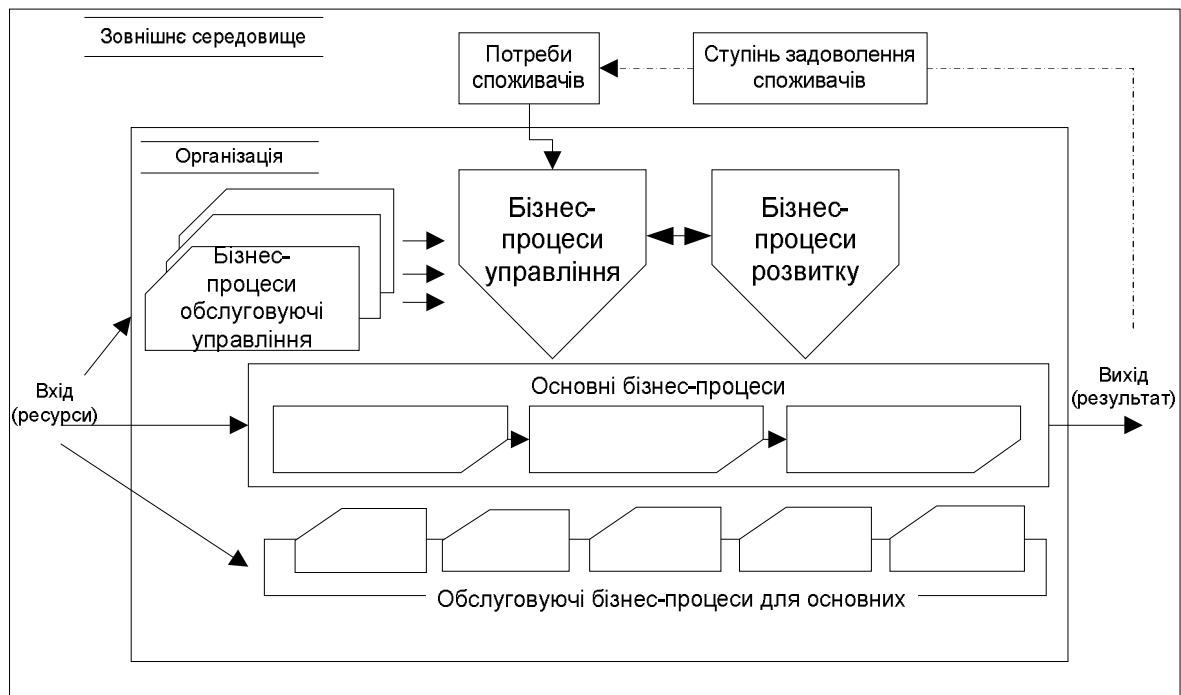 Зовнішнє середовище
Потреби
споживачів
Ступінь задоволення
споживачів
Організація
Бізнес-
процеси
обслуговуючі
управління
Бізнес-
процеси
управління
Бізнес-
процеси
розвитку
Вхід
(ресурси)
Основні бізнес-процеси
Вихід
(результат)
Обслуговуючі бізнес-процеси для основних